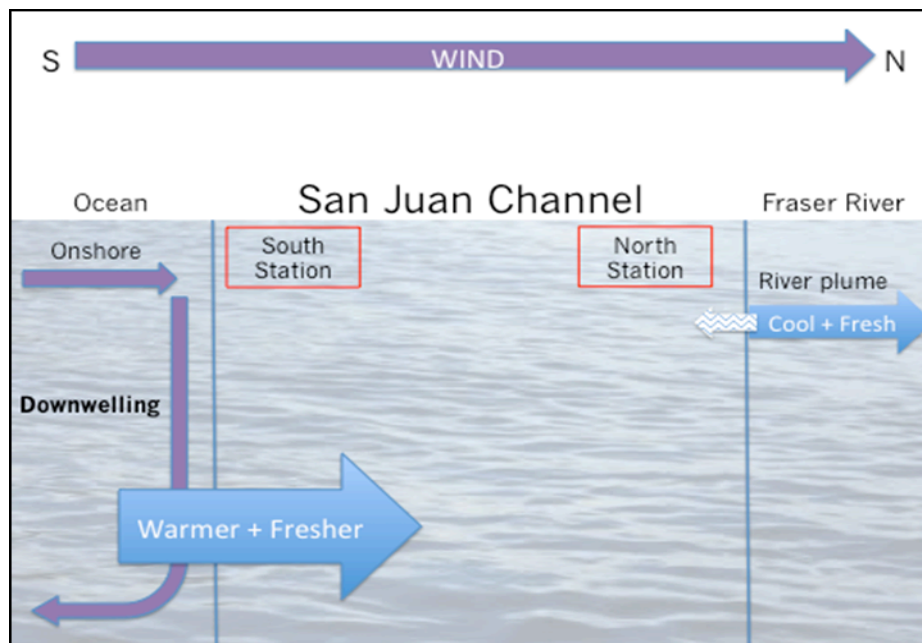 S
WIND
N
Ocean
San Juan Channel
Fraser River
Onshore
South
Station
North
Station
River plume
Cool + Fresh
Downwelling
Warmer + Fresher